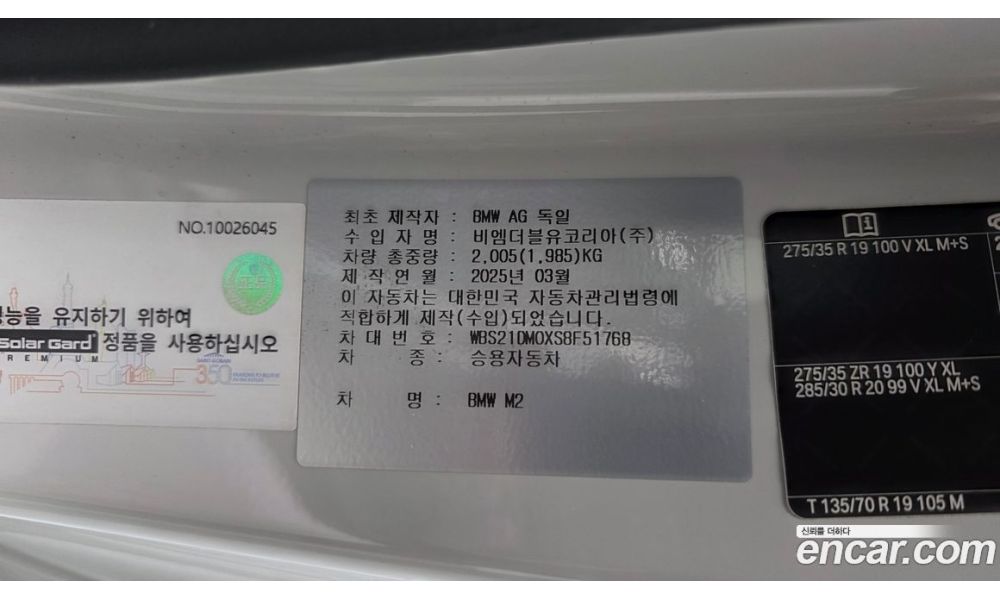 NO.10026045
능을 유지하기 위하여
Solar Gard 정품을 사용하십시오
PREMIUM
350
최초 제작자 : BMW AG 독일
수 입 자 명 : 비엠더블유코리아(주)
차량 총중량 : 2,005(1,985)KG
제 작 연 월 : 2025년 03월
이 자동차는 대한민국 자동차관리법령에
적합하게 제작(수입)되었습니다.
차 대 번 호 : WBS21DM0XS8F51768
차 종 : 승용자동차
차 명 : BMW M2
275/35 R 19 100 V XL M+S
275/35 ZR 19 100 Y XL
285/30 R 20 99 V XL M+S
T 135/70 R 19 105 M
신뢰를 더하다
encar.com